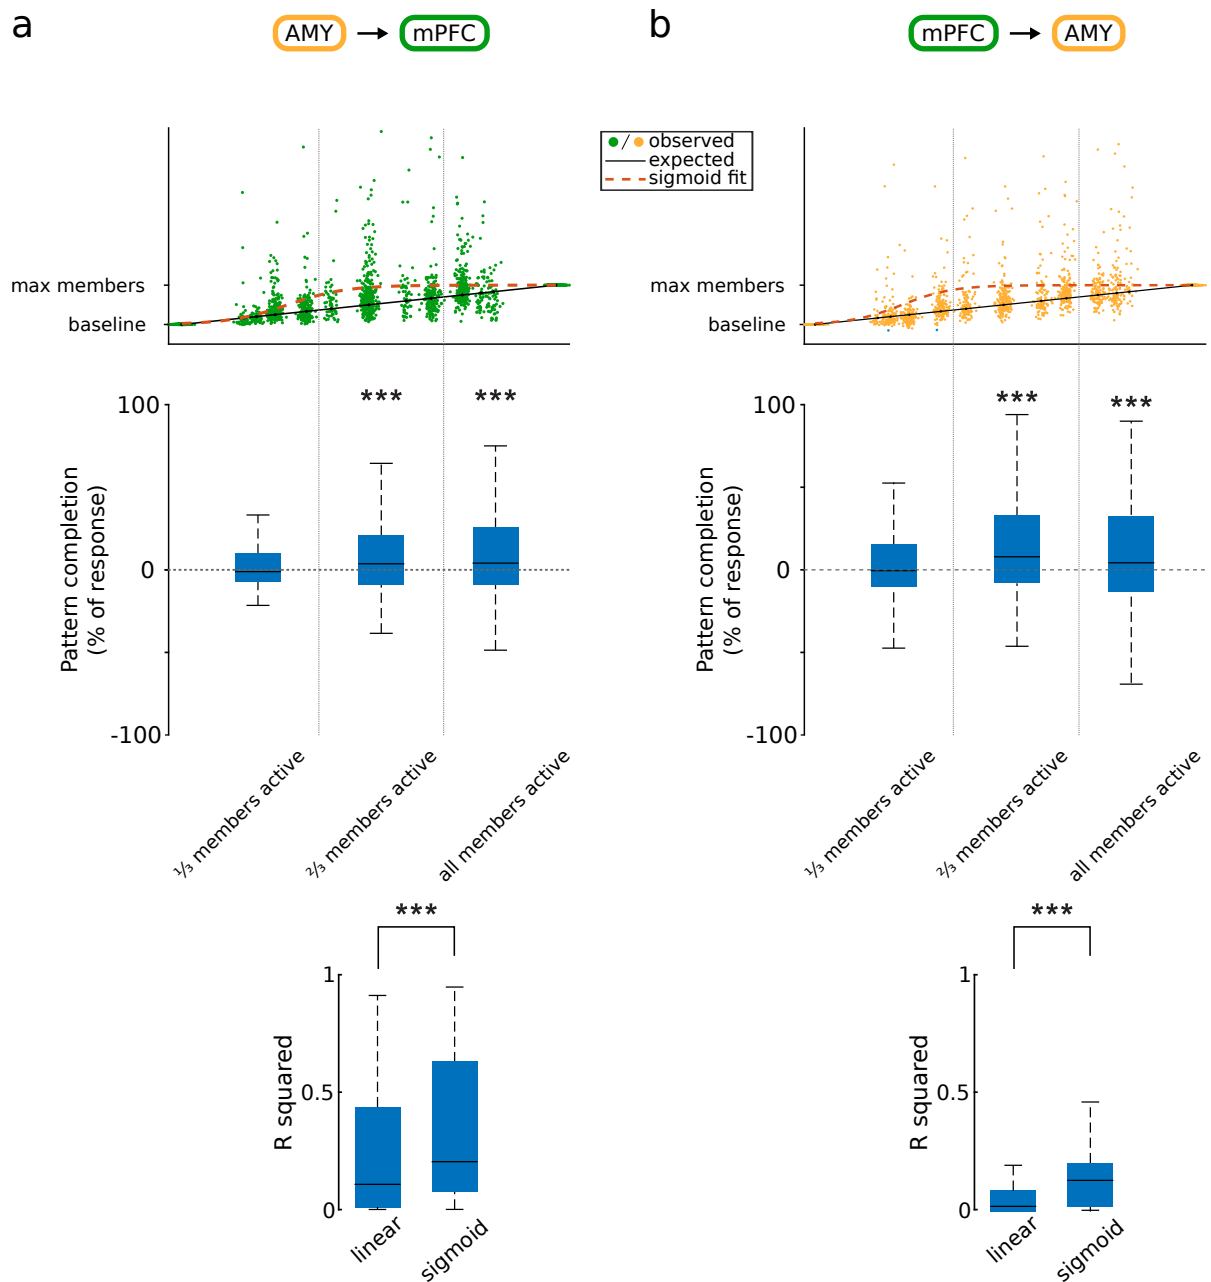 a
AMY → mPFC
max members
baseline
100
0
-100
Pattern completion
(% of response)
***
***
⅓ members active
⅔ members active
all members active
***
1
0.5
0
R squared
linear
sigmoid
b
mPFC → AMY
/ observed
expected
sigmoid fit
max members
baseline
100
0
-100
Pattern completion
(% of response)
***
***
⅓ members active
⅔ members active
all members active
***
1
0.5
0
R squared
linear
sigmoid